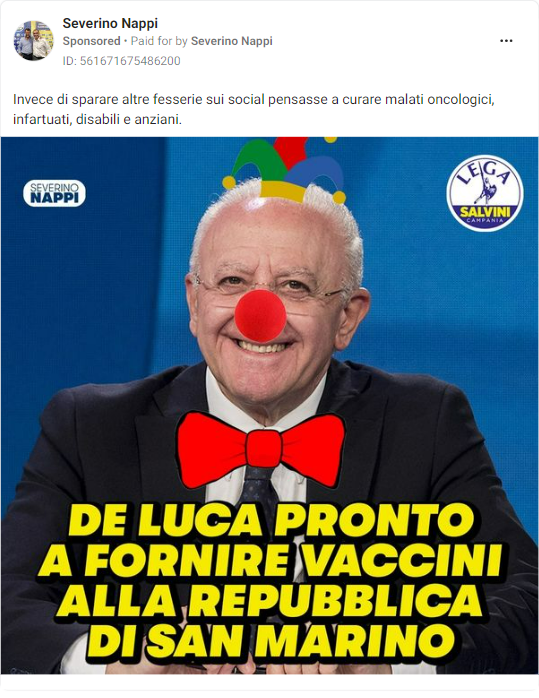 Severino Nappi
Sponsored • Paid for by Severino Nappi
ID: 561671675486200
Invece di sparare altre fesserie sui social pensasse a curare malati oncologici,
infartuati, disabili e anziani.
SEVERINO
NAPPI
LEGA
SALVINI
CAMPANIA
DE LUCA PRONTO
A FORNIRE VACCINI
ALLA REPUBBLICA
DI SAN MARINO